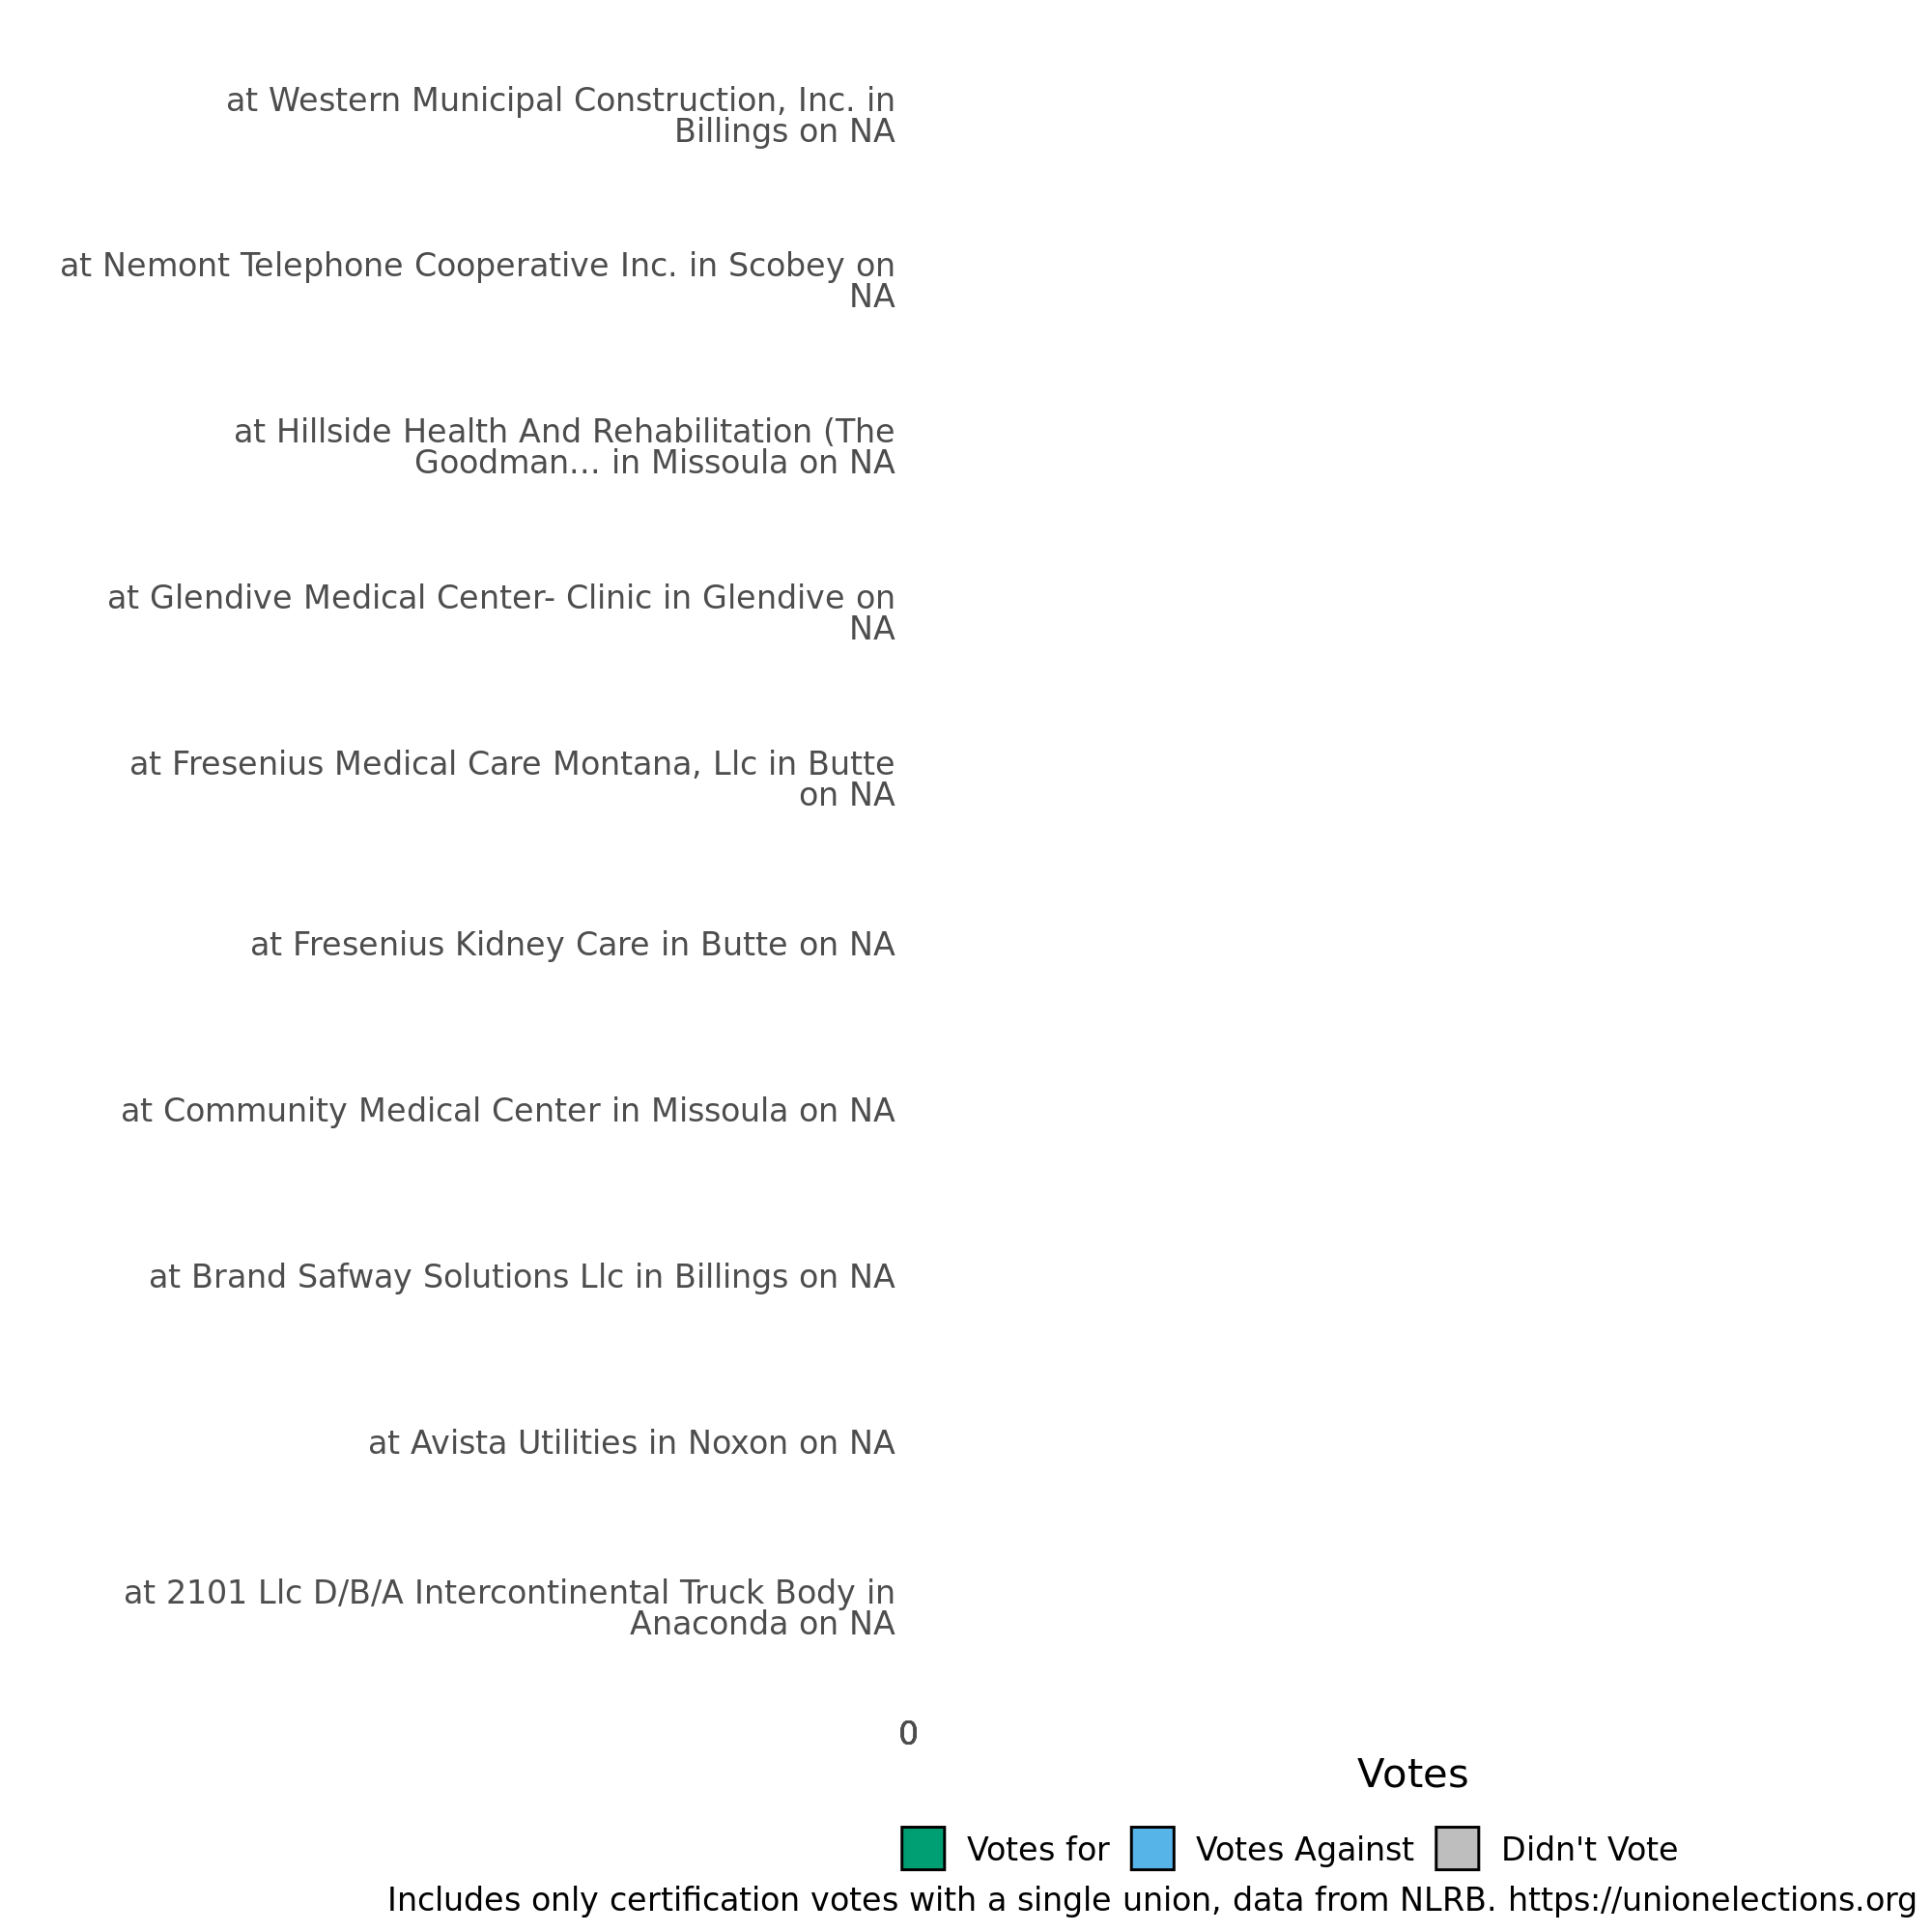 at Western Municipal Construction, Inc. in
Billings on NA
at Nemont Telephone Cooperative Inc. in Scobey on
NA
at Hillside Health And Rehabilitation (The
Goodman... in Missoula on NA
at Glendive Medical Center- Clinic in Glendive on
NA
at Fresenius Medical Care Montana, Llc in Butte
on NA
at Fresenius Kidney Care in Butte on NA
at Community Medical Center in Missoula on NA
at Brand Safway Solutions Llc in Billings on NA
at Avista Utilities in Noxon on NA
at 2101 Llc D/B/A Intercontinental Truck Body in
Anaconda on NA
0
Votes
Votes for Votes Against Didn't Vote
Includes only certification votes with a single union, data from NLRB. https://unionelections.org